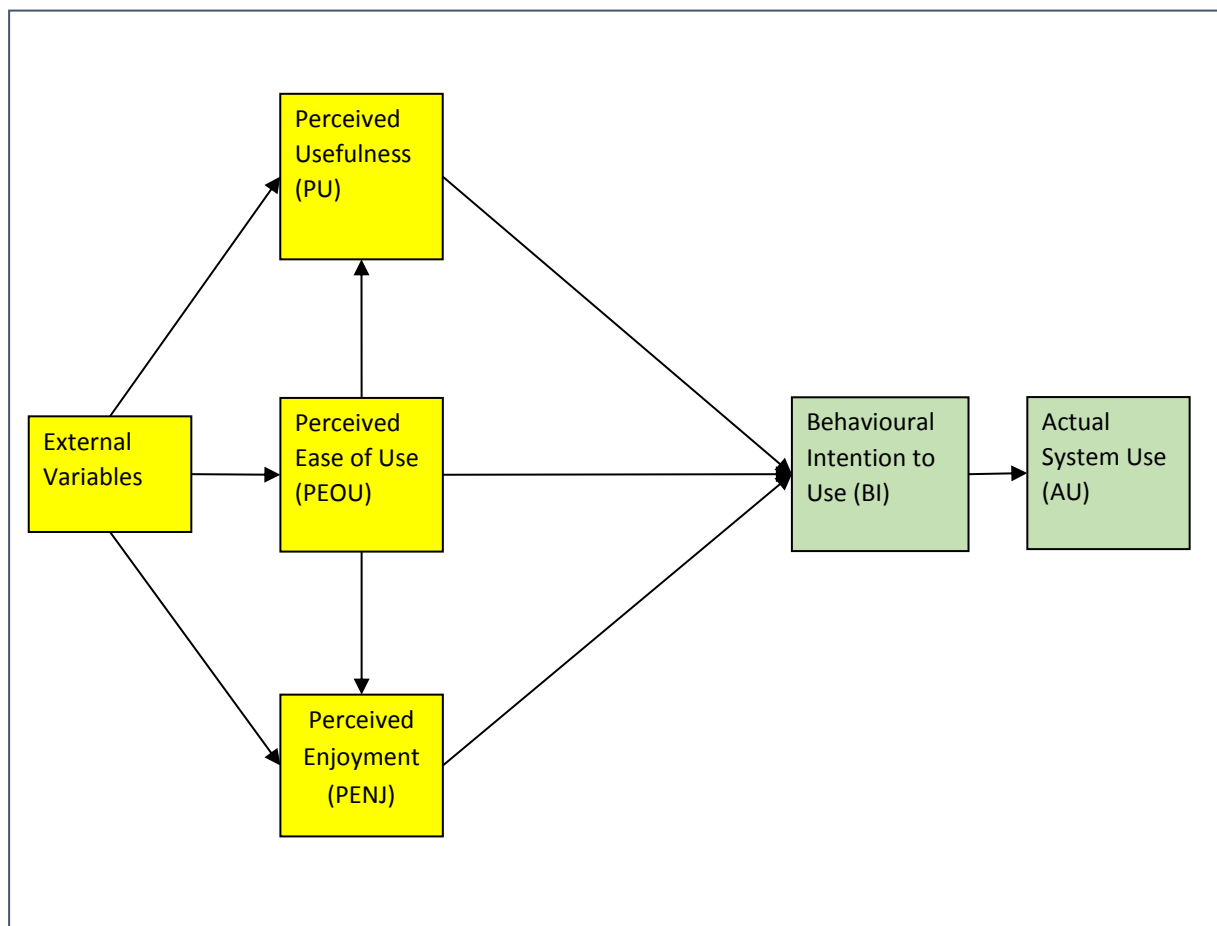 Perceived
Usefulness
(PU)
External
Variables
Perceived
Ease of Use
(PEOU)
Behavioural
Intention to
Use (BI)
Actual
System Use
(AU)
Perceived
Enjoyment
(PENJ)